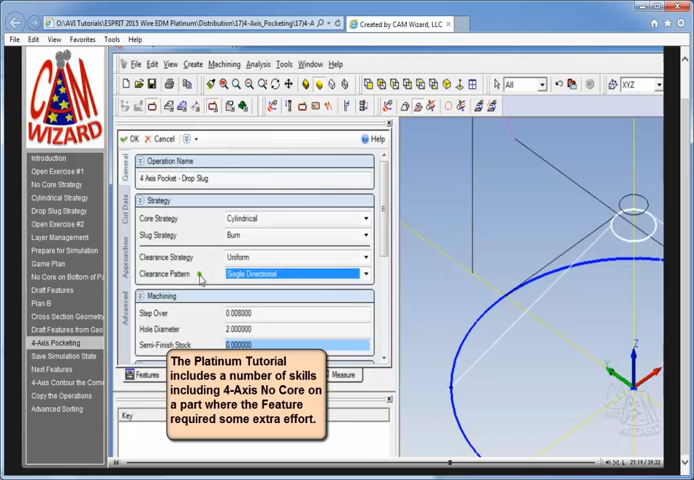 O:\AVI Tutorials\ESPRIT 2015 Wire EDM Platinum\Distribution\17)4-Axis_Pocketing\17)4-A
Created by CAM Wizard, LLC
File Edit View Favorites Tools Help
CAM
WIZARD
Introduction
Open Exercise #1
No Core Strategy
Cylindrical Strategy
Drop Slug Strategy
Open Exercise #2
Layer Management
Prepare for Simulation
Game Plan
No Core on Bottom of Pa
Draft Features
Plan B
Cross Section Geometry
Draft Features from Geo
4-Axis Pocketing
Save Simulation State
Next Features
4-Axis Contour the Corne
Copy the Operations
Advanced Sorting
File Edit View Create Machining Analysis Tools Window Help
All
XYZ
OK Cancel Help
General
Cut Data
Approaches
Advanced
Operation Name
4 Axis Pocket - Drop Slug
Strategy
Core Strategy Cylindrical
Slug Strategy Burn
Clearance Strategy Uniform
Clearance Pattern Single Directional
Machining
Step Over 0.008000
Hole Diameter 2.000000
Semi-Finish Stock 0.000000
The Platinum Tutorial
includes a number of skills
including 4-Axis No Core on
a part where the Feature
required some extra effort.
Features
Measure
Key
Z
27:19 / 39:32